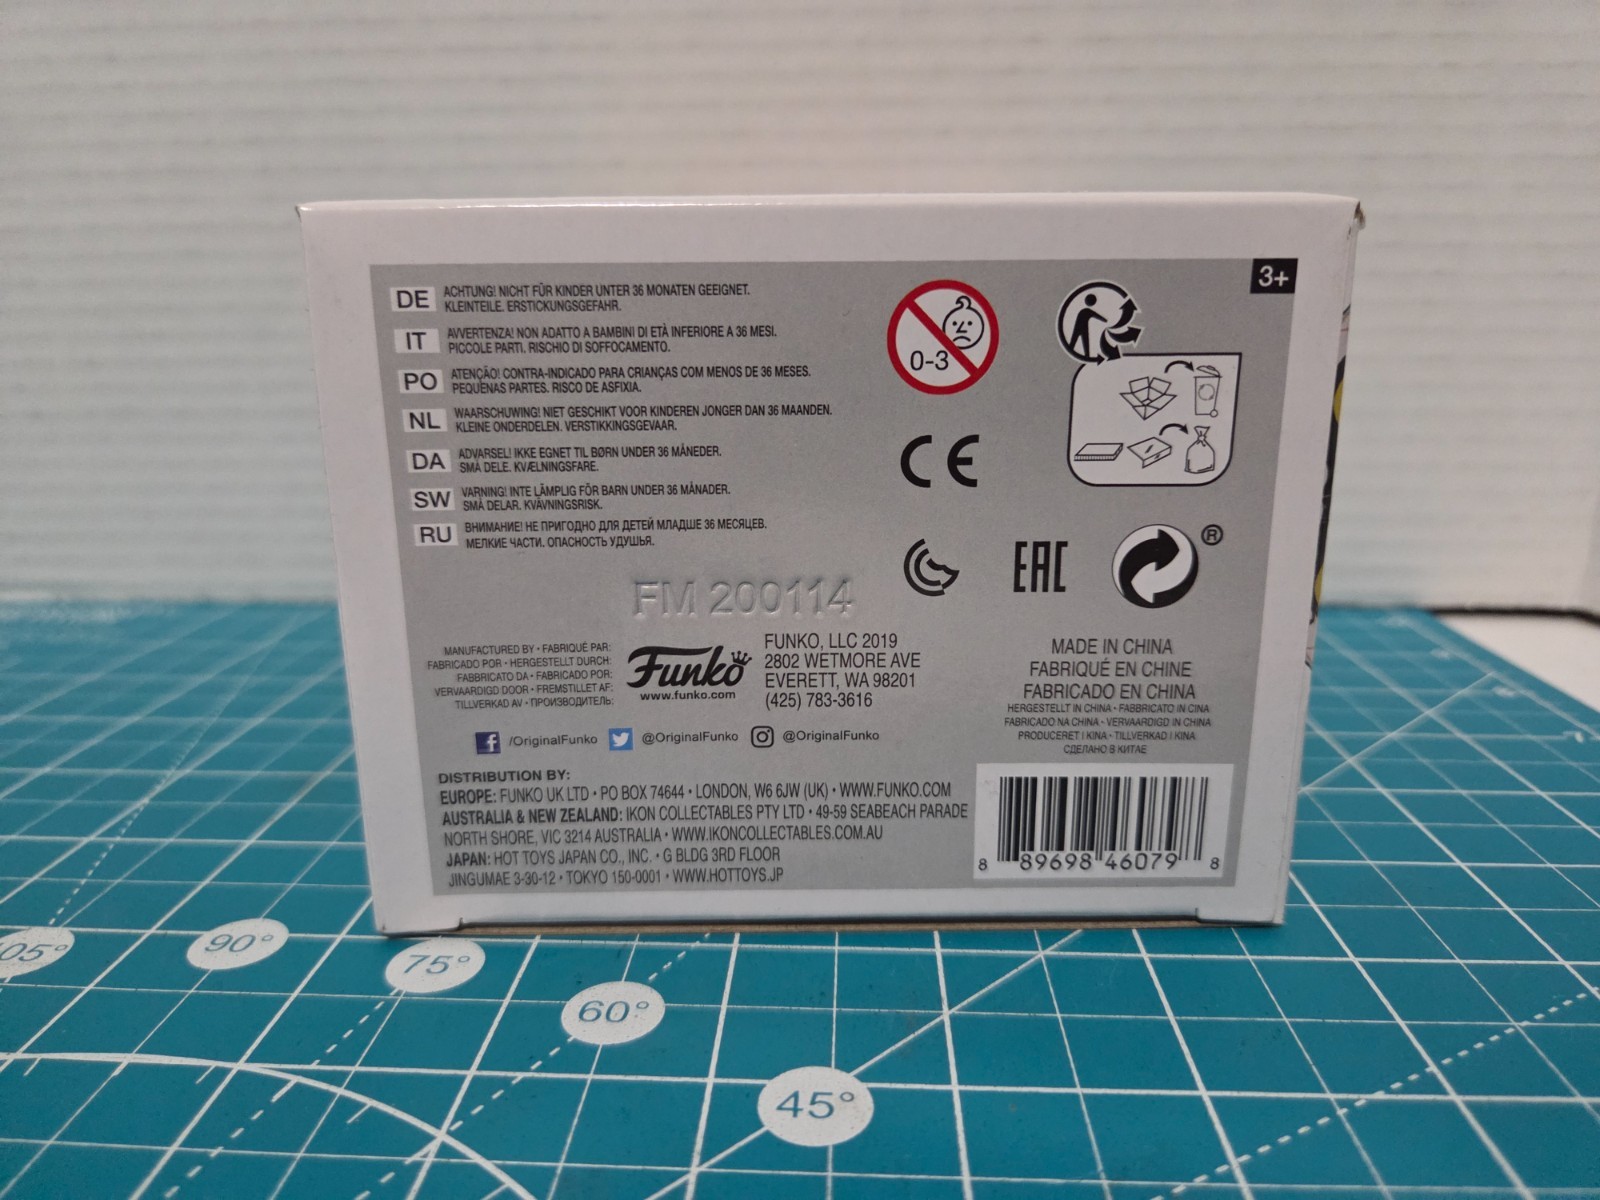 3+
DE ACHTUNG! NICHT FÜR KINDER UNTER 36 MONATEN GEEIGNET.
KLEINTEILE. ERSTICKUNGSGEFAHR.
IT AVVERTENZA! NON ADATTO A BAMBINI DI ETÀ INFERIORE A 36 MESI.
PICCOLE PARTI. RISCHIO DI SOFFOCAMENTO.
PO ATENÇÃO! CONTRA-INDICADO PARA CRIANÇAS COM MENOS DE 36 MESES.
PEQUENAS PARTES. RISCO DE ASFIXIA.
NL WAARSCHUWING! NIET GESCHIKT VOOR KINDEREN JONGER DAN 36 MAANDEN.
KLEINE ONDERDELEN. VERSTIKKINGSGEVAAR.
DA ADVARSEL! IKKE EGNET TIL BØRN UNDER 36 MÅNEDER.
SMÅ DELE. KVÆLNINGSFARE.
SW VARNING! INTE LÄMPLIG FÖR BARN UNDER 36 MÅNADER.
SMÅ DELAR. KVÄVNINGSRISK.
RU ВНИМАНИЕ! НЕ ПРИГОДНО ДЛЯ ДЕТЕЙ МЛАДШЕ 36 МЕСЯЦЕВ.
МЕЛКИЕ ЧАСТИ. ОПАСНОСТЬ УДУШЬЯ.
0-3
CE
EAC
®
FM 200114
MANUFACTURED BY • FABRIQUÉ PAR:
FABRICADO POR • HERGESTELLT DURCH:
FABBRICATO DA • FABRICADO POR:
VERVAARDIGD DOOR • FREMSTILLET AF:
TILLVERKAD AV • ПРОИЗВОДИТЕЛЬ:
Funko
www.funko.com
FUNKO, LLC 2019
2802 WETMORE AVE
EVERETT, WA 98201
(425) 783-3616
/OriginalFunko @OriginalFunko @OriginalFunko
MADE IN CHINA
FABRIQUÉ EN CHINE
FABRICADO EN CHINA
HERGESTELLT IN CHINA • FABBRICATO IN CINA
FABRICADO NA CHINA • VERVAARDIGD IN CHINA
PRODUCERET I KINA • TILLVERKAD I KINA
СДЕЛАНО В КИТАЕ
DISTRIBUTION BY:
EUROPE: FUNKO UK LTD • PO BOX 74644 • LONDON, W6 6JW (UK) • WWW.FUNKO.COM
AUSTRALIA & NEW ZEALAND: IKON COLLECTABLES PTY LTD • 49-59 SEABEACH PARADE
NORTH SHORE, VIC 3214 AUSTRALIA • WWW.IKONCOLLECTABLES.COM.AU
JAPAN: HOT TOYS JAPAN CO., INC. • G BLDG 3RD FLOOR
JINGUMAE 3-30-12 • TOKYO 150-0001 • WWW.HOTTOYS.JP
8 89698 46079 8
105°
90°
75°
60°
45°